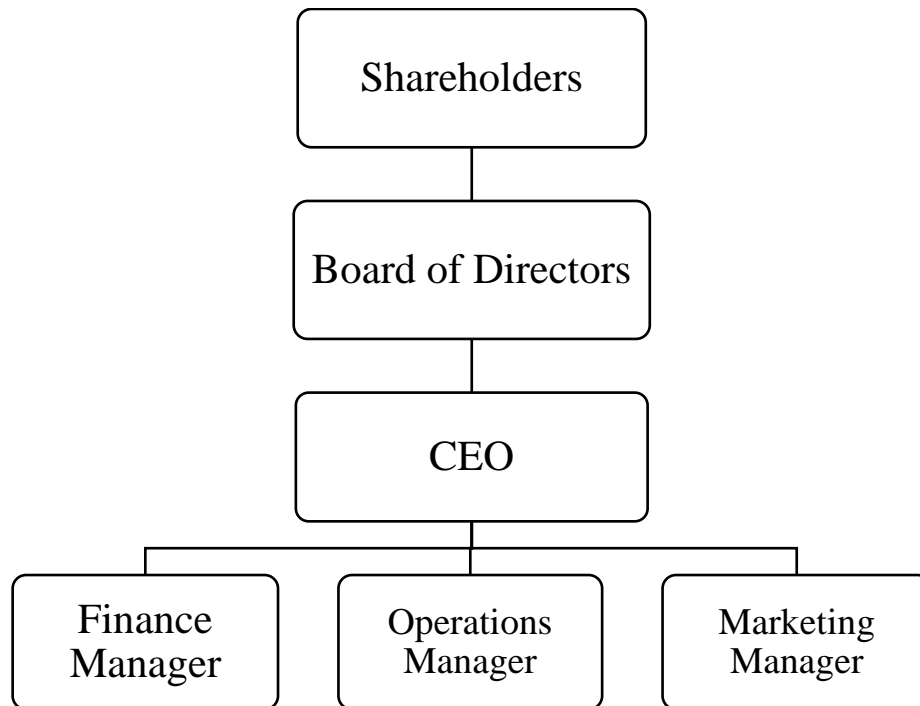 Shareholders
Board of Directors
CEO
Finance
Manager
Operations
Manager
Marketing
Manager